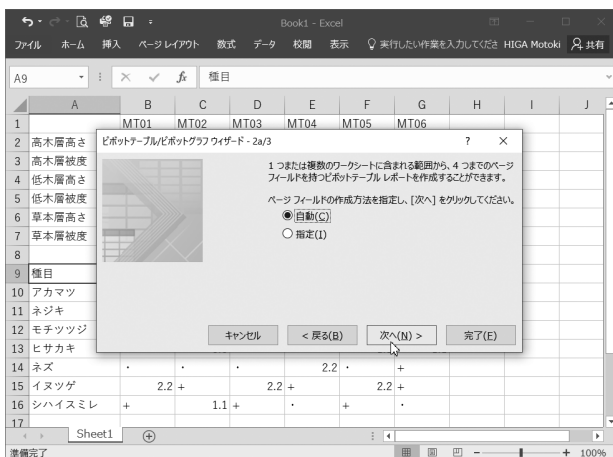 Book1 - Excel
ファイル ホーム 挿入 ページレイアウト 数式 データ 校閲 表示 実行したい作業を入力してくださ HIGA Motoki 共有
A9 fx 種目
A B C D E F G H I J
1 MT01 MT02 MT03 MT04 MT05 MT06
2 高木層高さ
3 高木層被度
4 低木層高さ
5 低木層被度
6 草本層高さ
7 草本層被度
8
9 種目
10 アカマツ
11 ネジキ
12 モチツツジ
13 ヒサカキ
14 ネズ ・ ・ ・ 2.2 ・ +
15 イヌツゲ 2.2 + 2.2 + 2.2 +
16 シハイスミレ + 1.1 + ・ + ・
17
ピボットテーブル/ピボットグラフ ウィザード - 2a/3 ? ×
1 つまたは複数のワークシートに含まれる範囲から、4 つまでのページ
フィールドを持つピボットテーブル レポートを作成することができます。
ページ フィールドの作成方法を指定し、[次へ] をクリックしてください。
自動(C)
指定(I)
キャンセル < 戻る(B) 次へ(N) > 完了(E)
Sheet1
準備完了 100%